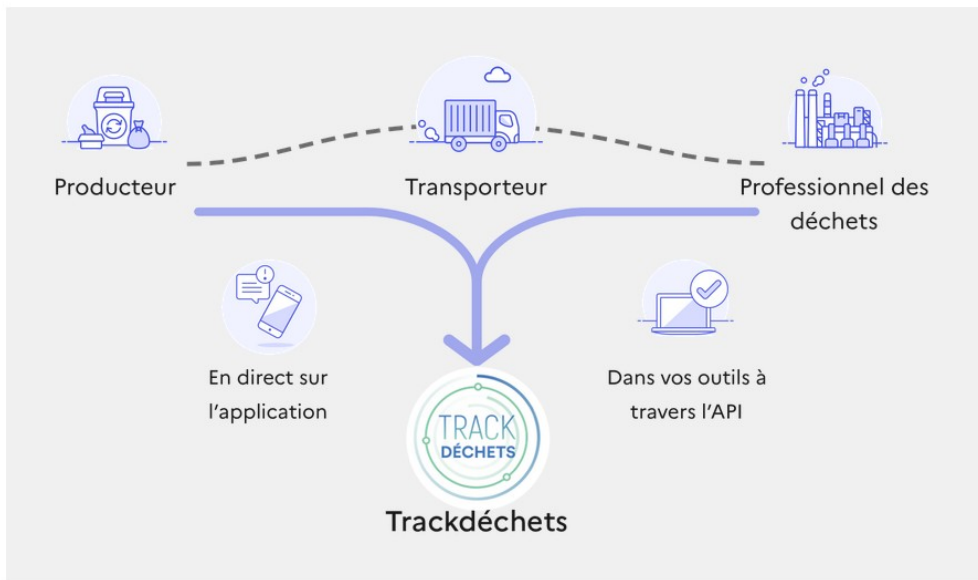 Producteur
Transporteur
Professionnel des
déchets
En direct sur
l'application
Dans vos outils à
travers l'API
TRACK
DÉCHETS
Trackdéchets